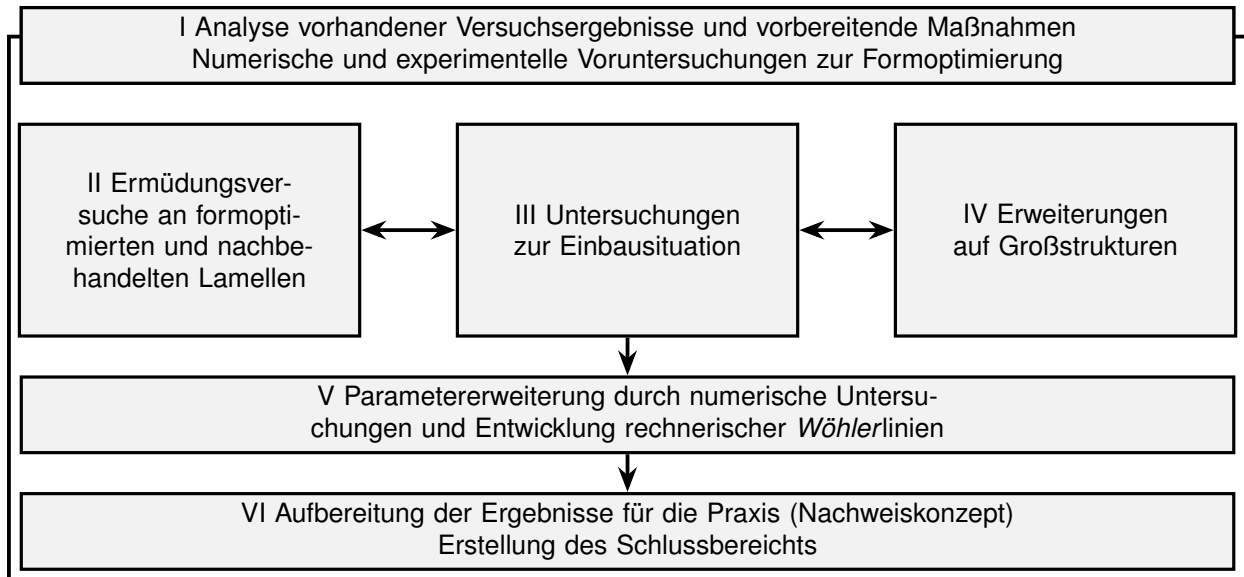 I Analyse vorhandener Versuchsergebnisse und vorbereitende Maßnahmen
Numerische und experimentelle Voruntersuchungen zur Formoptimierung
II Ermüdungsver-
suche an formopti-
mierten und nachbe-
handelten Lamellen
III Untersuchungen
zur Einbausituation
IV Erweiterungen
auf Großstrukturen
V Parametererweiterung durch numerische Untersu-
chungen und Entwicklung rechnerischer Wöhlerlinien
VI Aufbereitung der Ergebnisse für die Praxis (Nachweiskonzept)
Erstellung des Schlussbereichts